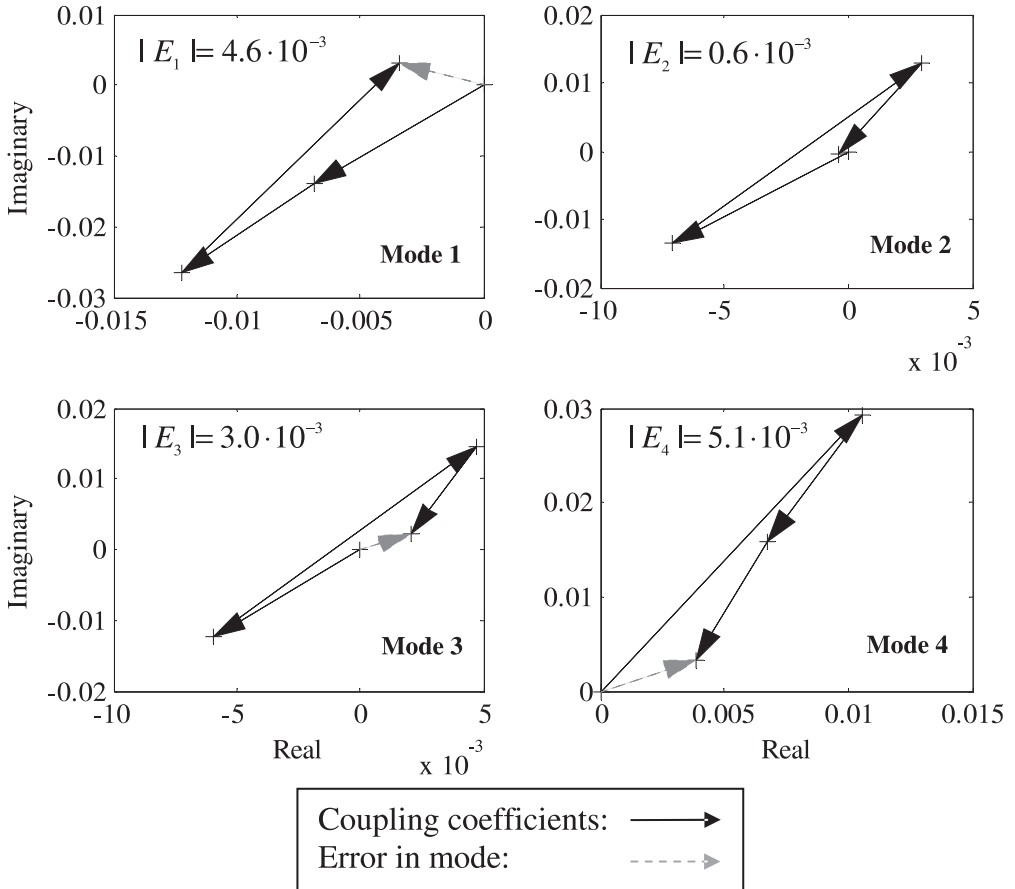 0.01
| E₁ |= 4.6 · 10⁻³
0
-0.01
-0.02
-0.03
Imaginary
Mode 1
-0.015
-0.01
-0.005
0
0.02
| E₂ |= 0.6 · 10⁻³
0.01
0
-0.01
-0.02
Mode 2
-10
-5
0
5
x 10⁻³
0.02
| E₃ |= 3.0 · 10⁻³
0.01
0
-0.01
-0.02
Imaginary
Mode 3
-10
-5
0
5
Real
x 10⁻³
0.03
| E₄ |= 5.1 · 10⁻³
0.02
0.01
0
Mode 4
0
0.005
0.01
0.015
Real
Coupling coefficients:
Error in mode: